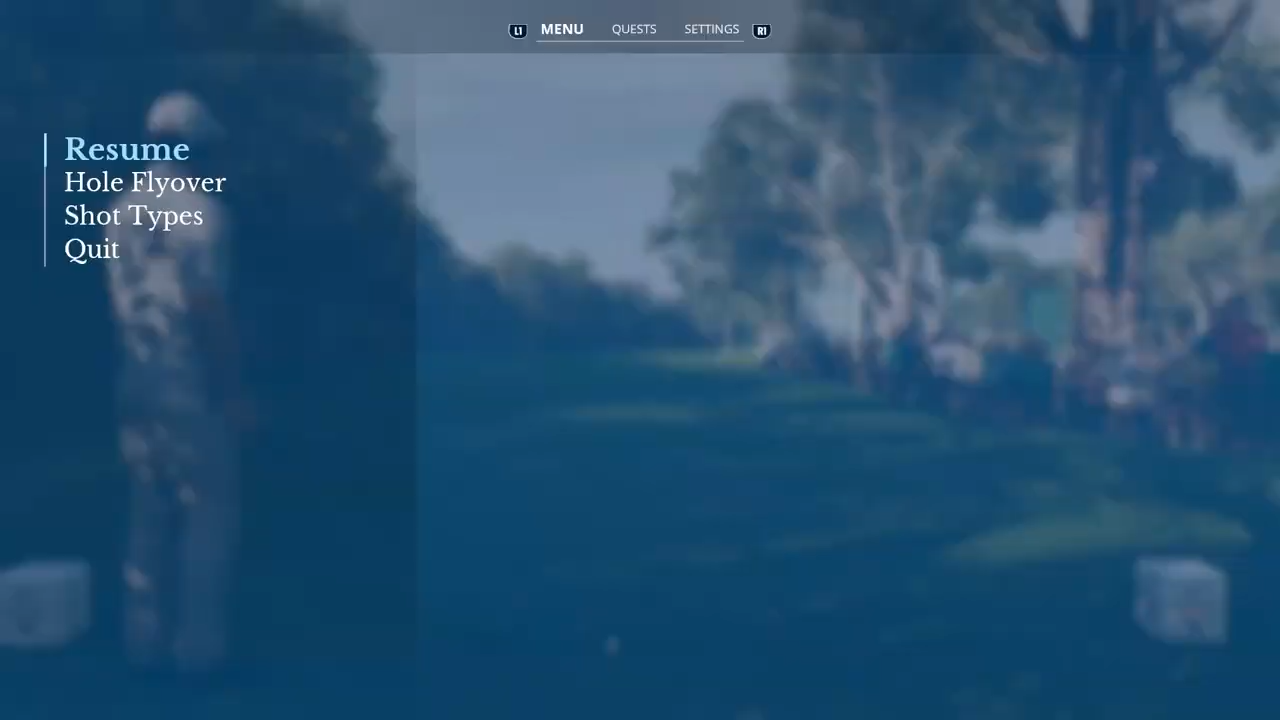 L1 MENU QUESTS SETTINGS R1
Resume
Hole Flyover
Shot Types
Quit